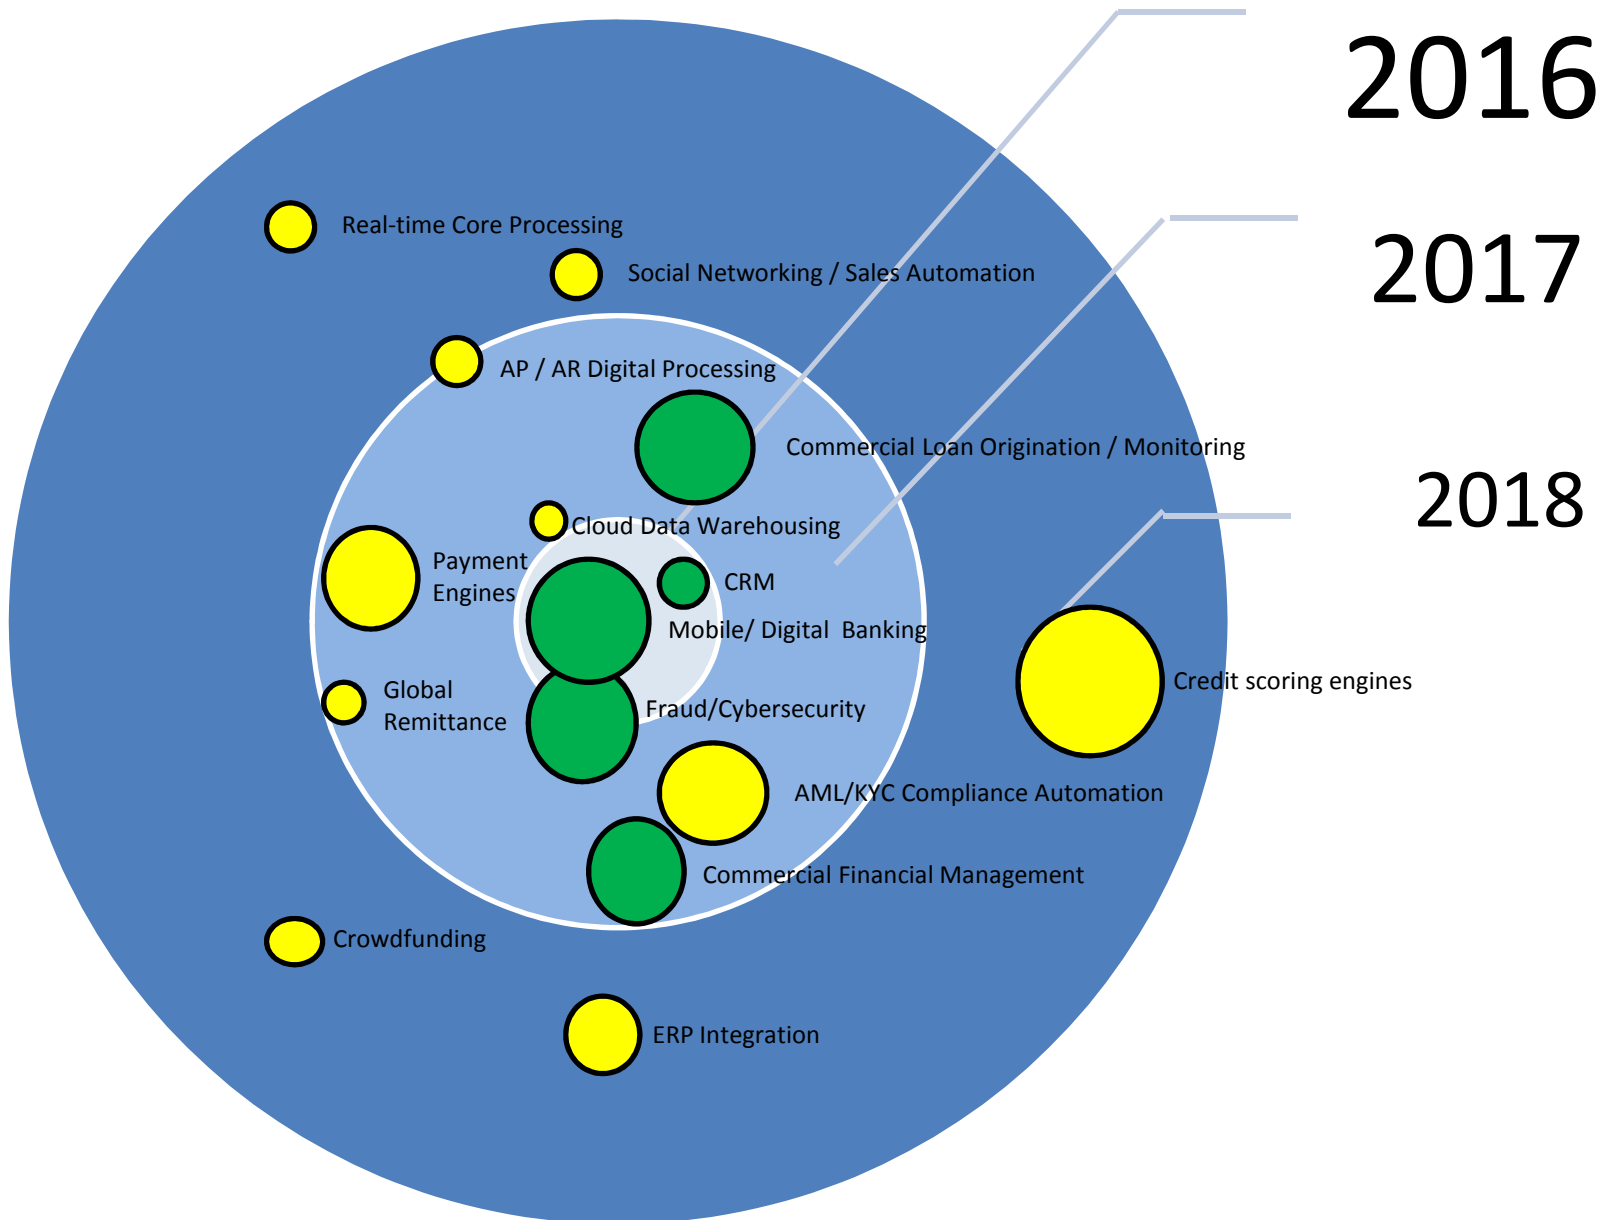 2016
Real-time Core Processing
2017
Social Networking / Sales Automation
AP / AR Digital Processing
Commercial Loan Origination / Monitoring
2018
Cloud Data Warehousing
Payment
Engines
CRM
Mobile/ Digital  Banking
Credit scoring engines
Global
Remittance
Fraud/Cybersecurity
AML/KYC Compliance Automation
Commercial Financial Management
Crowdfunding
ERP Integration